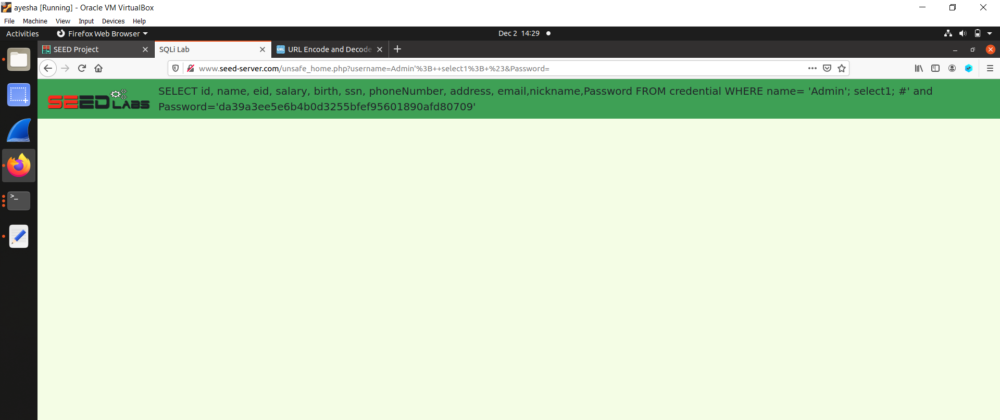 ayesha [Running] - Oracle VM VirtualBox
File Machine View Input Devices Help
Activities Firefox Web Browser Dec 2 14:29
SEED Project SQLi Lab URL Encode and Decode
www.seed-server.com/unsafe_home.php?username=Admin'%3B++select1%3B+%23&Password=
SEED LABS
SELECT id, name, eid, salary, birth, ssn, phoneNumber, address, email,nickname,Password FROM credential WHERE name= 'Admin'; select1; #' and
Password='da39a3ee5e6b4b0d3255bfef95601890afd80709'